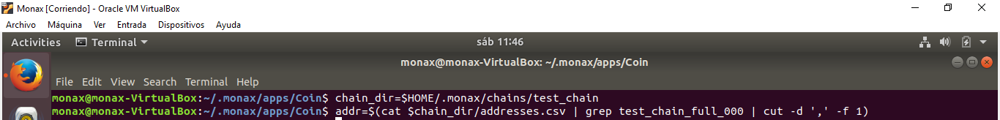 Monax [Corriendo] - Oracle VM VirtualBox
Archivo Máquina Ver Entrada Dispositivos Ayuda
Activities Terminal sáb 11:46
monax@monax-VirtualBox: ~/.monax/apps/Coin
File Edit View Search Terminal Help
monax@monax-VirtualBox:~/.monax/apps/Coin$ chain_dir=$HOME/.monax/chains/test_chain
monax@monax-VirtualBox:~/.monax/apps/Coin$ addr=$(cat $chain_dir/addresses.csv | grep test_chain_full_000 | cut -d ',' -f 1)